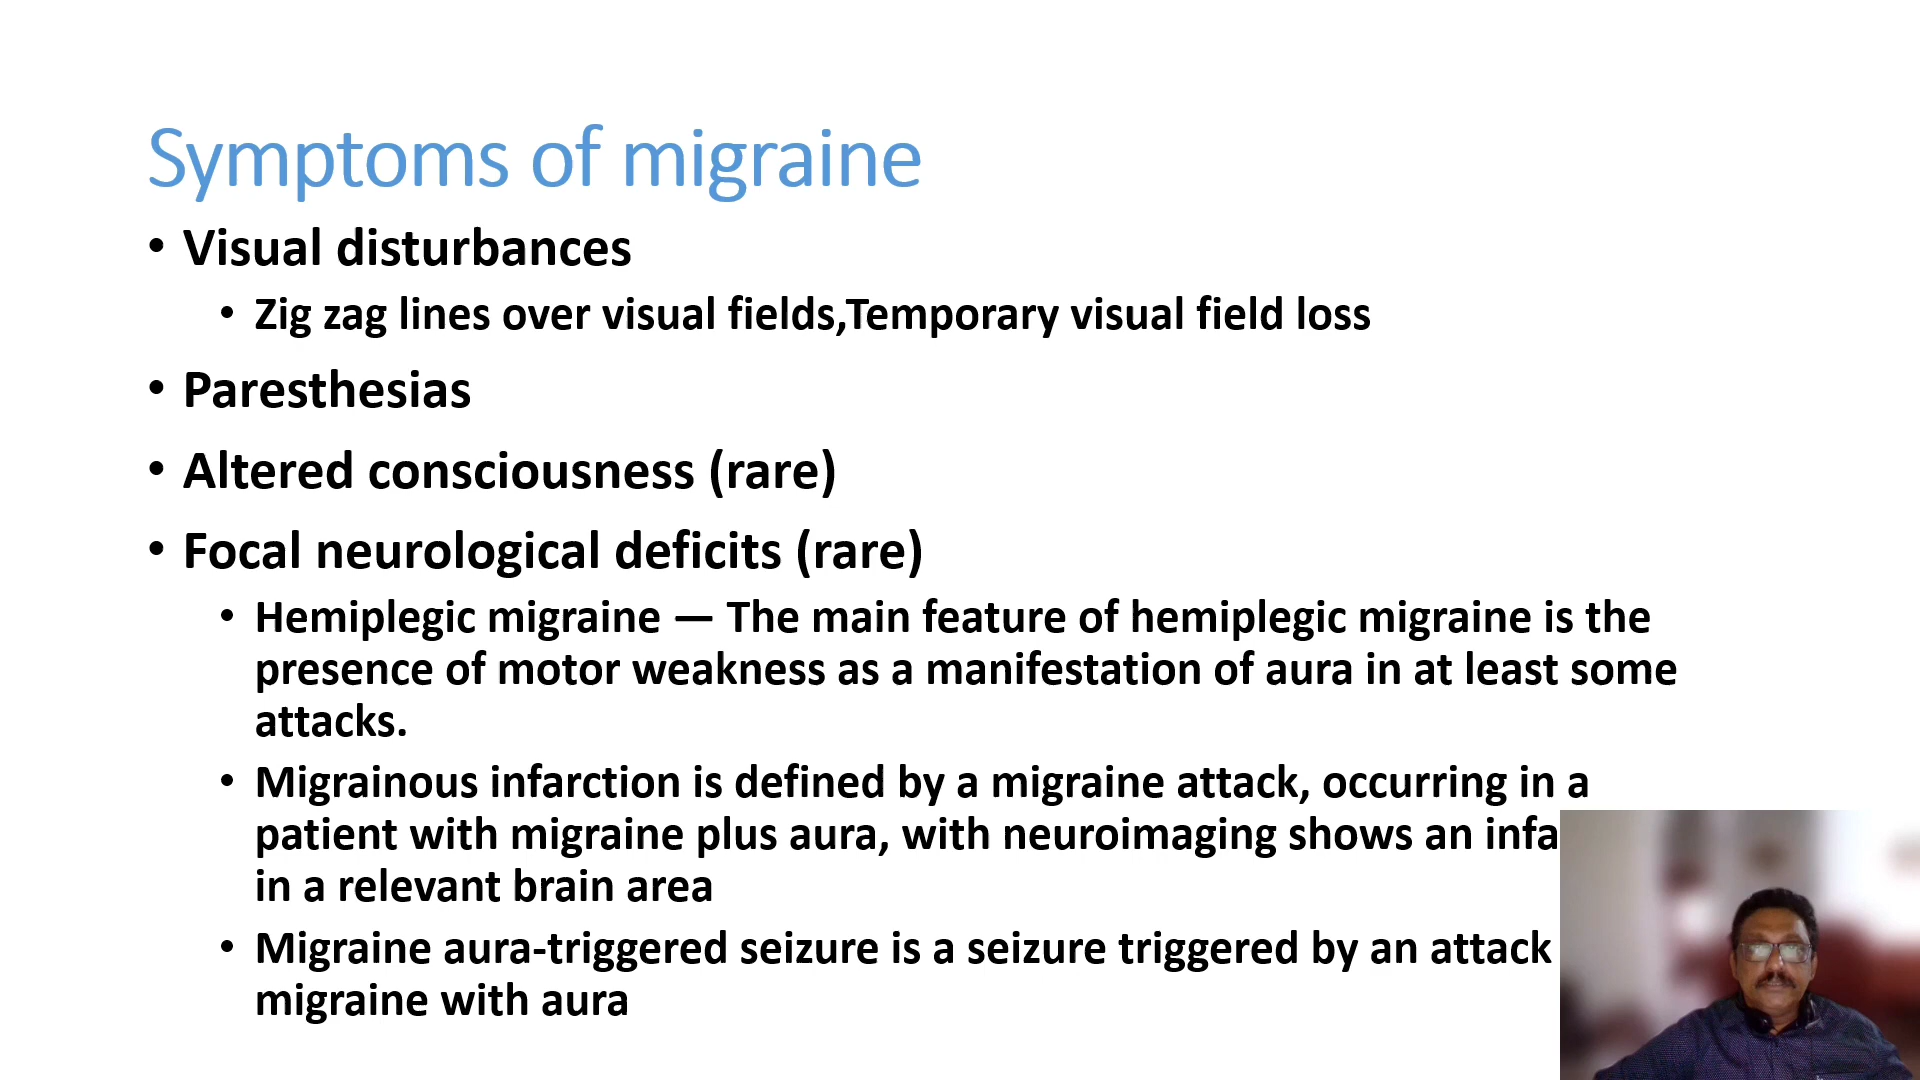 Symptoms of migraine
• Visual disturbances
• Zig zag lines over visual fields,Temporary visual field loss
• Paresthesias
• Altered consciousness (rare)
• Focal neurological deficits (rare)
• Hemiplegic migraine — The main feature of hemiplegic migraine is the
presence of motor weakness as a manifestation of aura in at least some
attacks.
• Migrainous infarction is defined by a migraine attack, occurring in a
patient with migraine plus aura, with neuroimaging shows an
in a relevant brain area
• Migraine aura-triggered seizure is a seizure triggered by an attack
migraine with aura